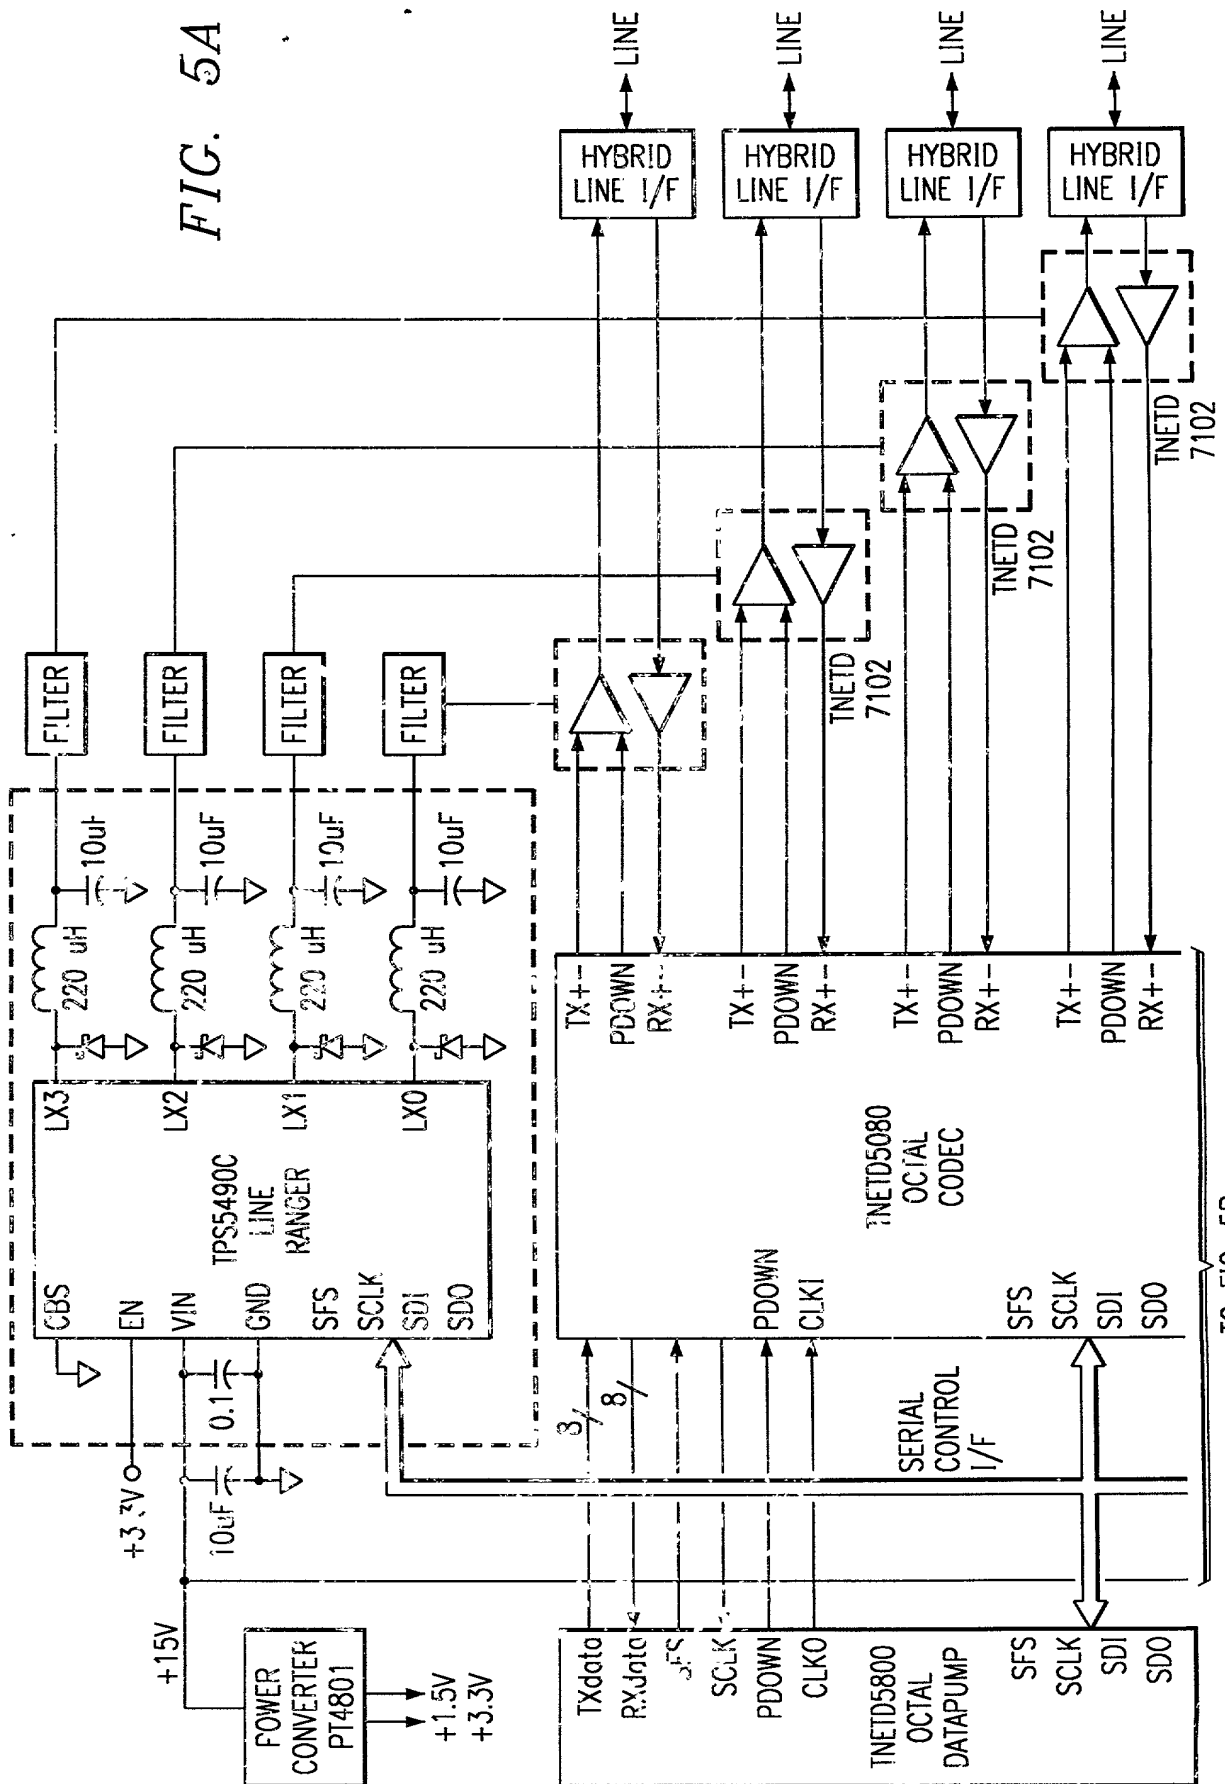 FIG. 5A
+15V
POWER
CONVERTER
PT4801
+1.5V
+3.3V
+3.3V
10uF
0.1
CBS
EN
VIN
GND
SFS
SCLK
SDI
SDO
TPS5490C
LINE
RANGER
LX3
LX2
LX1
LX0
220 uH
10uF
FILTER
220 uH
10uF
FILTER
220 uH
10uF
FILTER
220 uH
10uF
FILTER
TXdata
RXdata
SFS
SCLK
PDOWN
CLKO
TNETD5800
OCTAL
DATAPUMP
SFS
SCLK
SDI
SDO
8
SERIAL
CONTROL
I/F
PDOWN
CLKI
TNETD5080
OCTAL
CODEC
SFS
SCLK
SDI
SDO
TX+-
PDOWN
RX+-
TX+-
PDOWN
RX+-
TX+-
PDOWN
RX+-
TX+-
PDOWN
RX+-
TNETD
7102
TNETD
7102
TNETD
7102
HYBRID
LINE I/F
LINE
HYBRID
LINE I/F
LINE
HYBRID
LINE I/F
LINE
HYBRID
LINE I/F
LINE